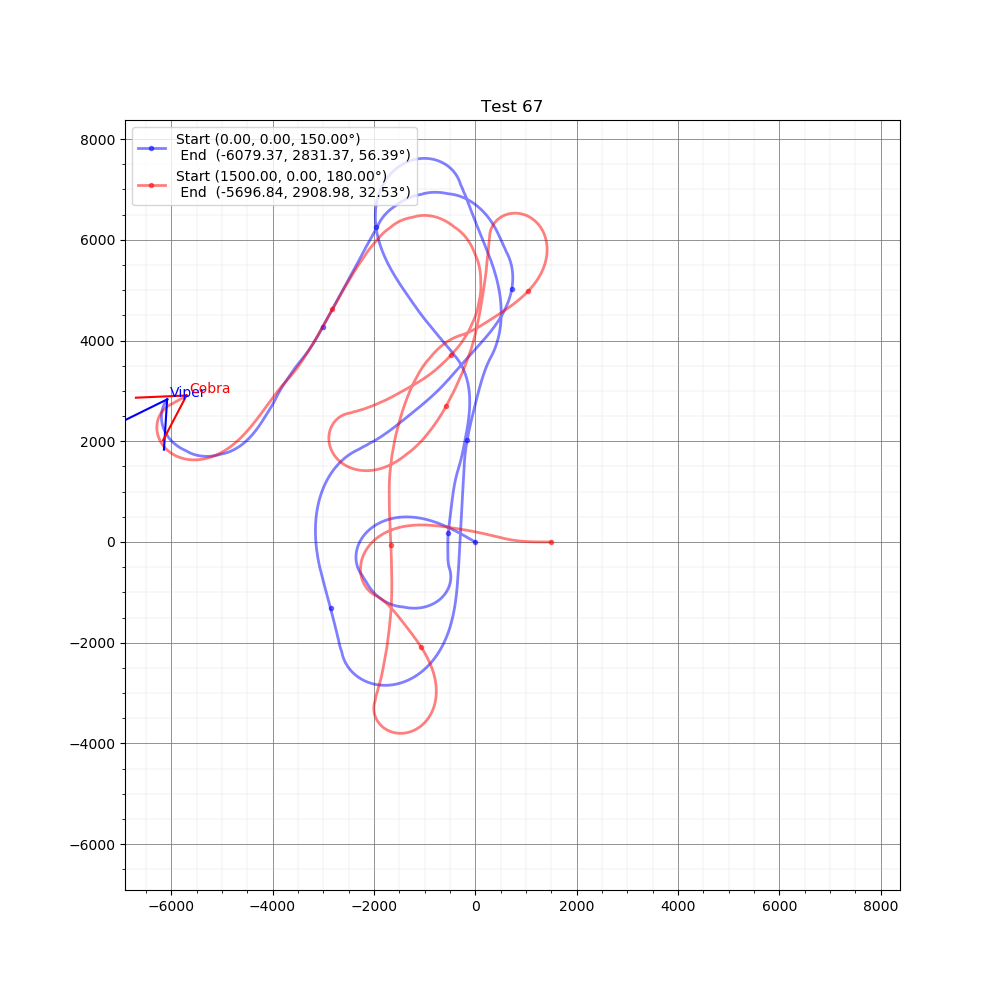 Test 67
Start (0.00, 0.00, 150.00°)
End (-6079.37, 2831.37, 56.39°)
Start (1500.00, 0.00, 180.00°)
End (-5696.84, 2908.98, 32.53°)
8000
6000
4000
2000
0
−2000
−4000
−6000
Viper
Cobra
−6000 −4000 −2000 0 2000 4000 6000 8000